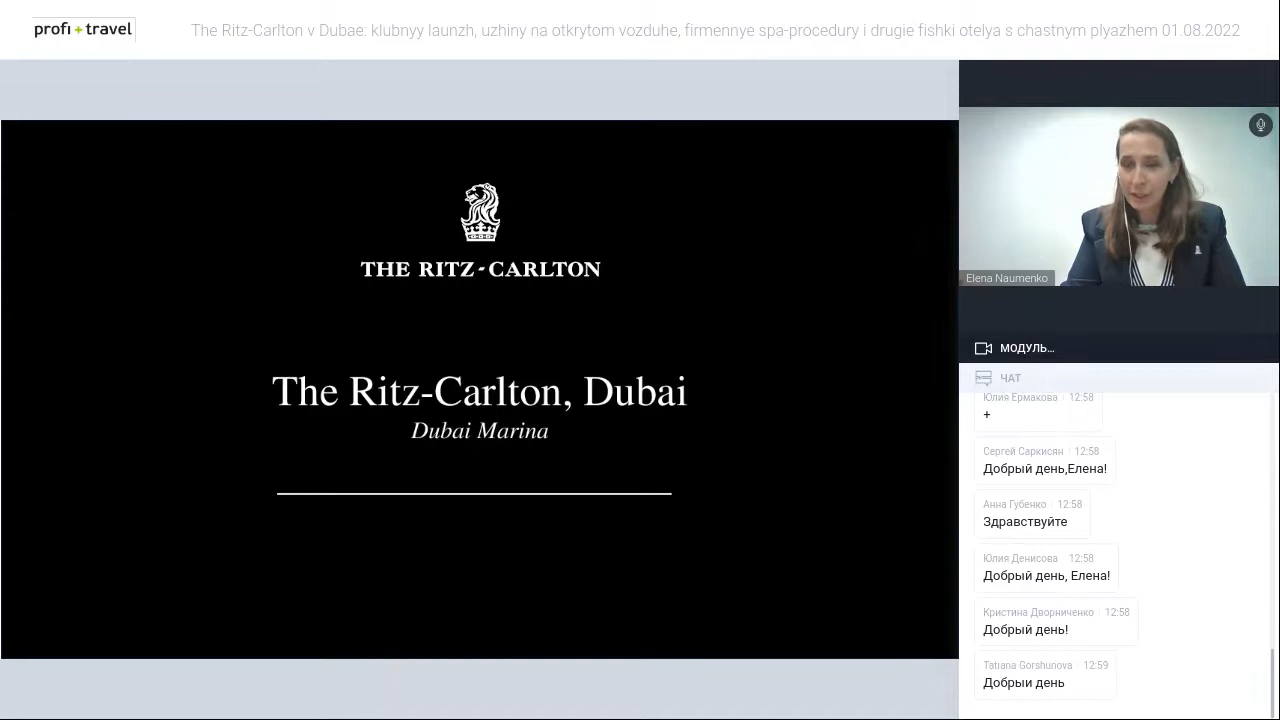 profi + travel
The Ritz-Carlton v Dubae: klubnyy launzh, uzhiny na otkrytom vozduhe, firmennye spa-procedury i drugie fishki otelya s chastnym plyazhem 01.08.2022
THE RITZ-CARLTON
The Ritz-Carlton, Dubai
Dubai Marina
Elena Naumenko
МОДУЛЬ...
ЧАТ
Юлия Ермакова 12:58
+
Сергей Саркисян 12:58
Добрый день,Елена!
Анна Губенко 12:58
Здравствуйте
Юлия Денисова 12:58
Добрый день, Елена!
Кристина Дворниченко 12:58
Добрый день!
Tatiana Gorshunova 12:59
Добрый день